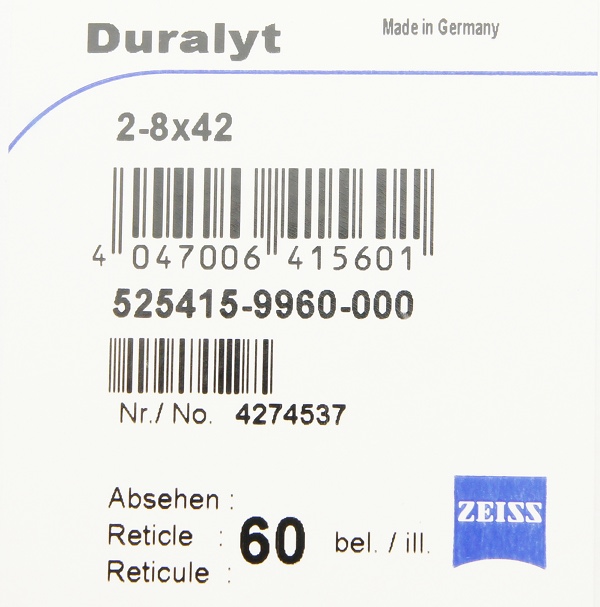 Duralyt Made in Germany
2-8x42
4 047006 415601
525415-9960-000
Nr./ No. 4274537
Absehen :
Reticle : 60 bel. / ill.
Reticule :
ZEISS